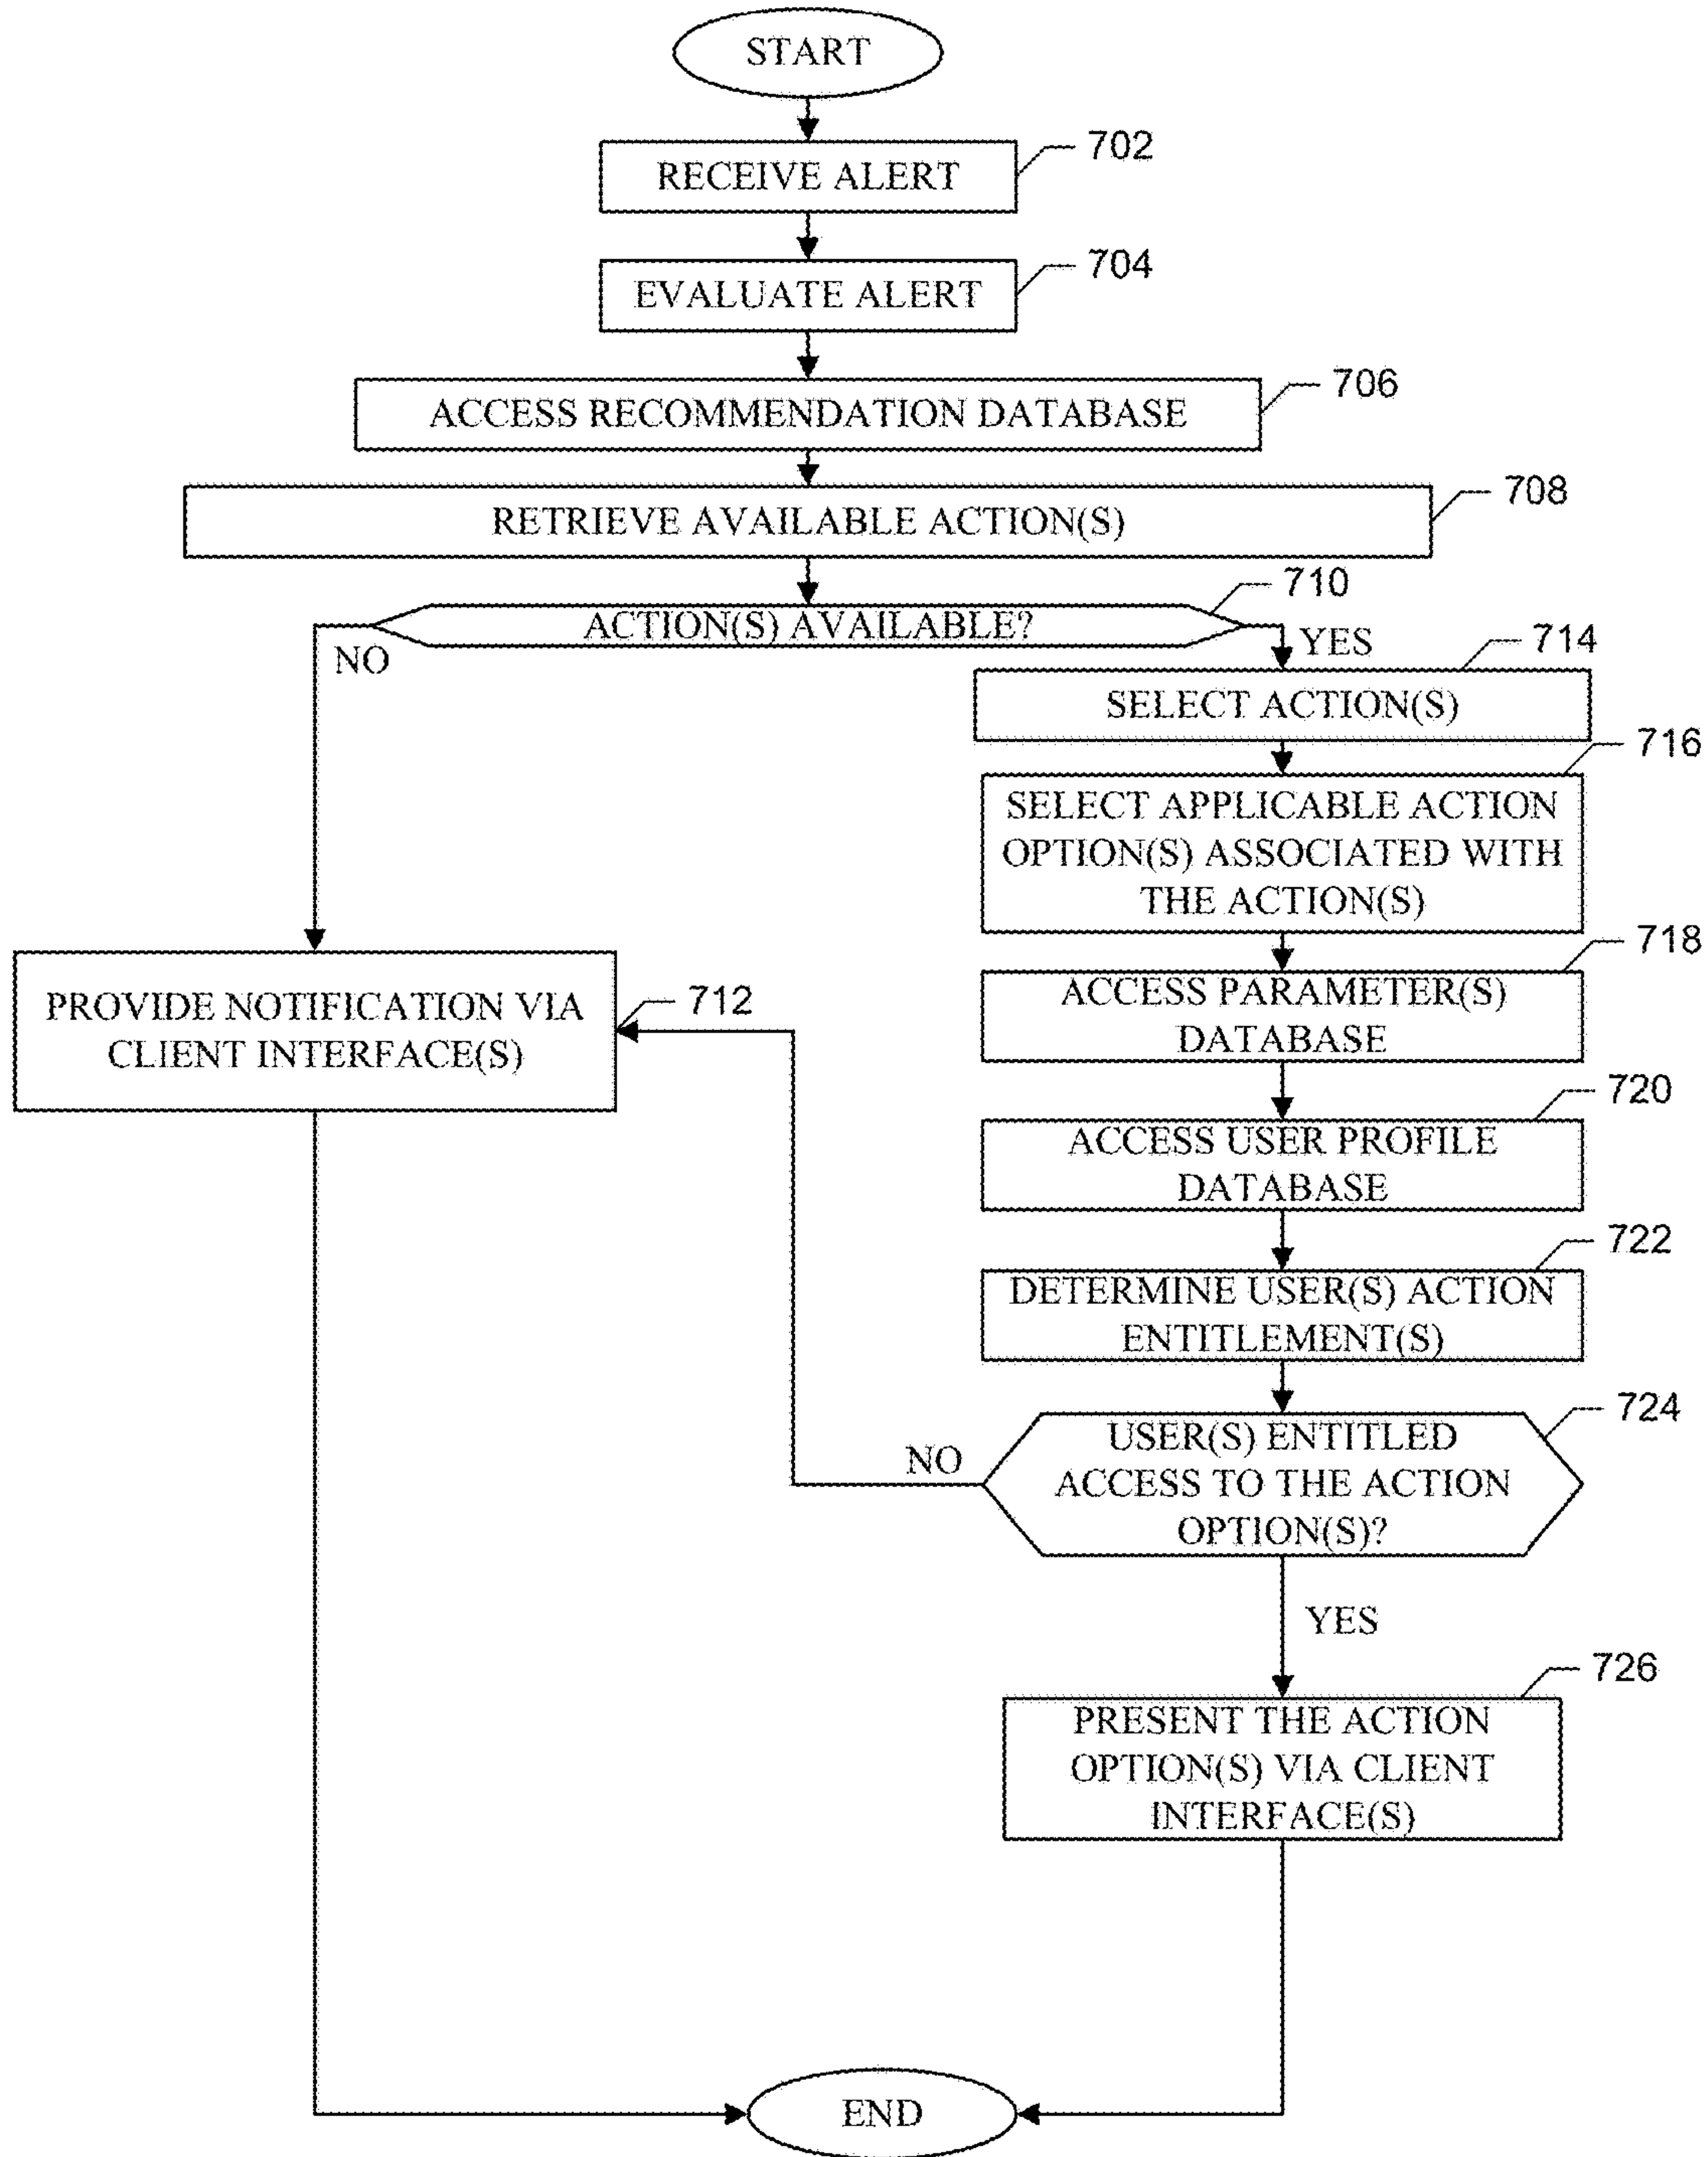 START
702
RECEIVE ALERT
704
EVALUATE ALERT
706
ACCESS RECOMMENDATION DATABASE
708
RETRIEVE AVAILABLE ACTION(S)
710
ACTION(S) AVAILABLE?
NO
YES
714
SELECT ACTION(S)
716
SELECT APPLICABLE ACTION
OPTION(S) ASSOCIATED WITH
THE ACTION(S)
718
ACCESS PARAMETER(S)
DATABASE
712
PROVIDE NOTIFICATION VIA
CLIENT INTERFACE(S)
720
ACCESS USER PROFILE
DATABASE
722
DETERMINE USER(S) ACTION
ENTITLEMENT(S)
724
USER(S) ENTITLED
ACCESS TO THE ACTION
OPTION(S)?
NO
YES
726
PRESENT THE ACTION
OPTION(S) VIA CLIENT
INTERFACE(S)
END